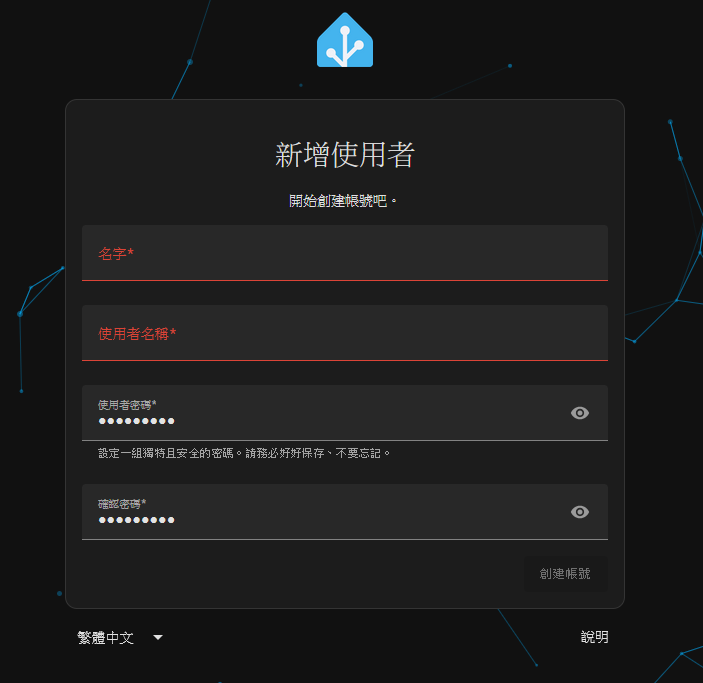 新增使用者
開始創建帳號吧。
名字*
使用者名稱*
使用者密碼*
●●●●●●●●●
設定一組獨特且安全的密碼。請務必好好保存、不要忘記。
確認密碼*
●●●●●●●●●
創建帳號
繁體中文
說明